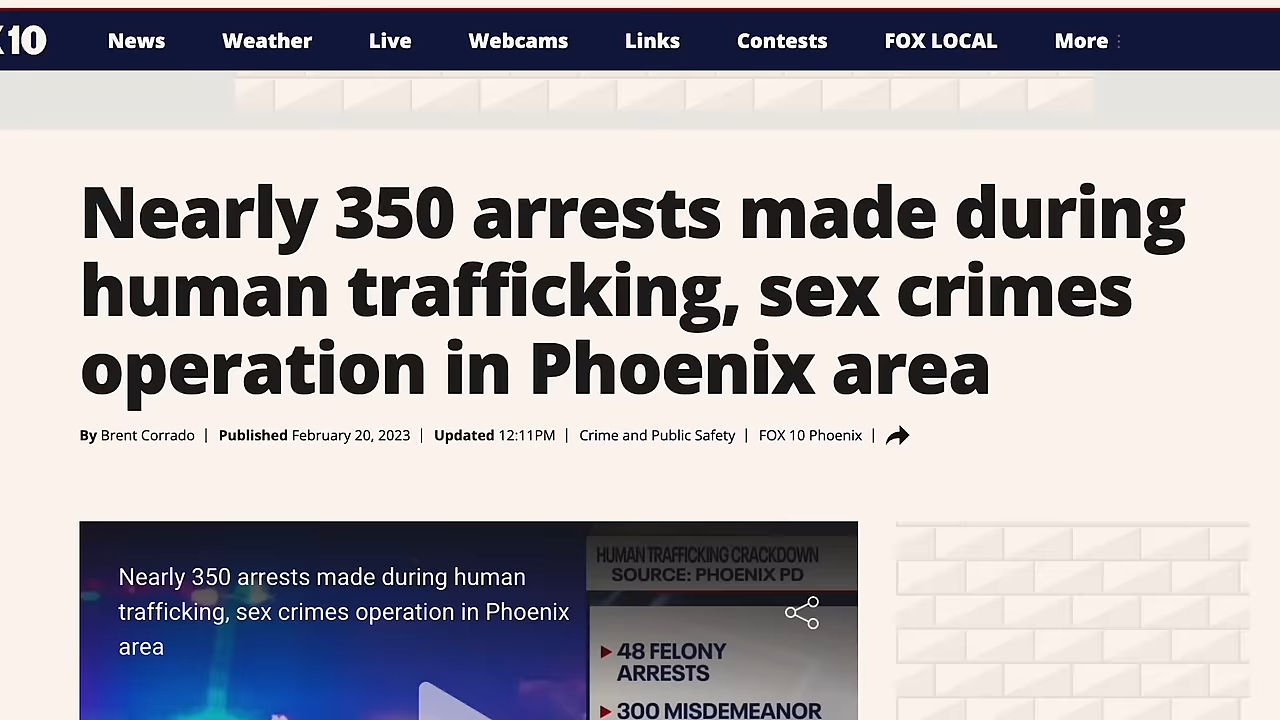 X10 News Weather Live Webcams Links Contests FOX LOCAL More
Nearly 350 arrests made during
human trafficking, sex crimes
operation in Phoenix area
By Brent Corrado | Published February 20, 2023 | Updated 12:11PM | Crime and Public Safety | FOX 10 Phoenix |
Nearly 350 arrests made during human
trafficking, sex crimes operation in Phoenix
area
HUMAN TRAFFICKING CRACKDOWN
SOURCE: PHOENIX PD
48 FELONY
ARRESTS
300 MISDEMEANOR